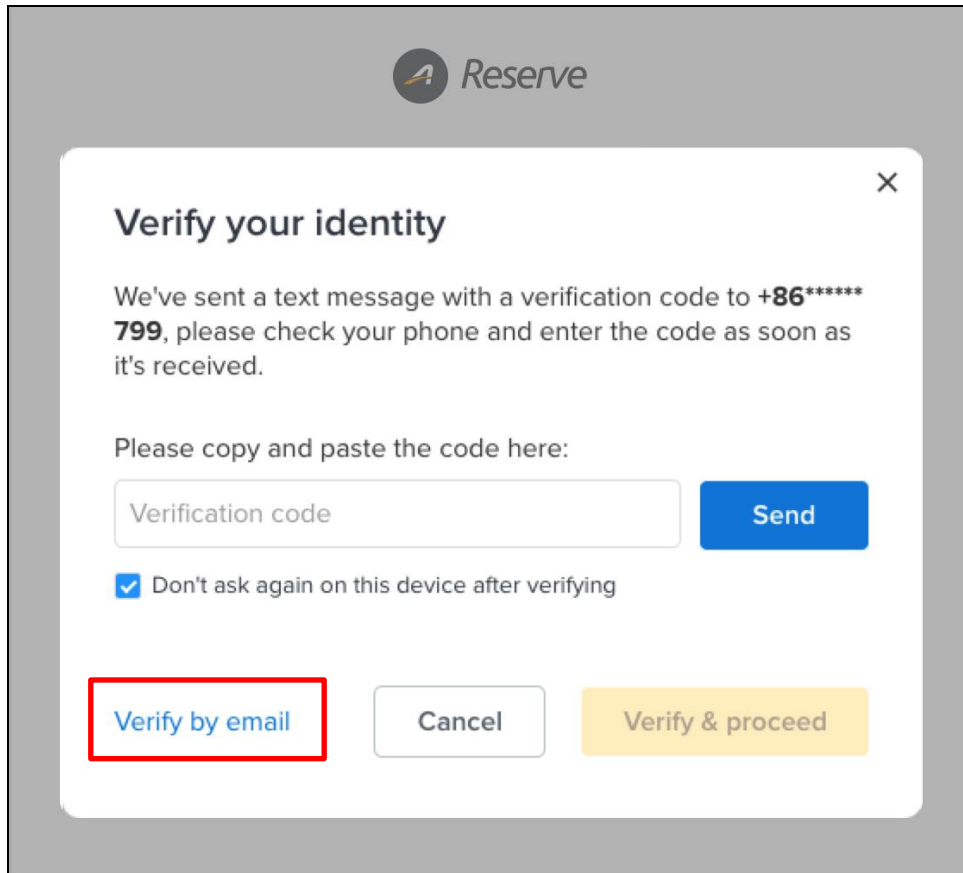 Reserve
Verify your identity
We've sent a text message with a verification code to +86******
799, please check your phone and enter the code as soon as
it's received.
Please copy and paste the code here:
Verification code
Send
Don't ask again on this device after verifying
Verify by email
Cancel
Verify & proceed